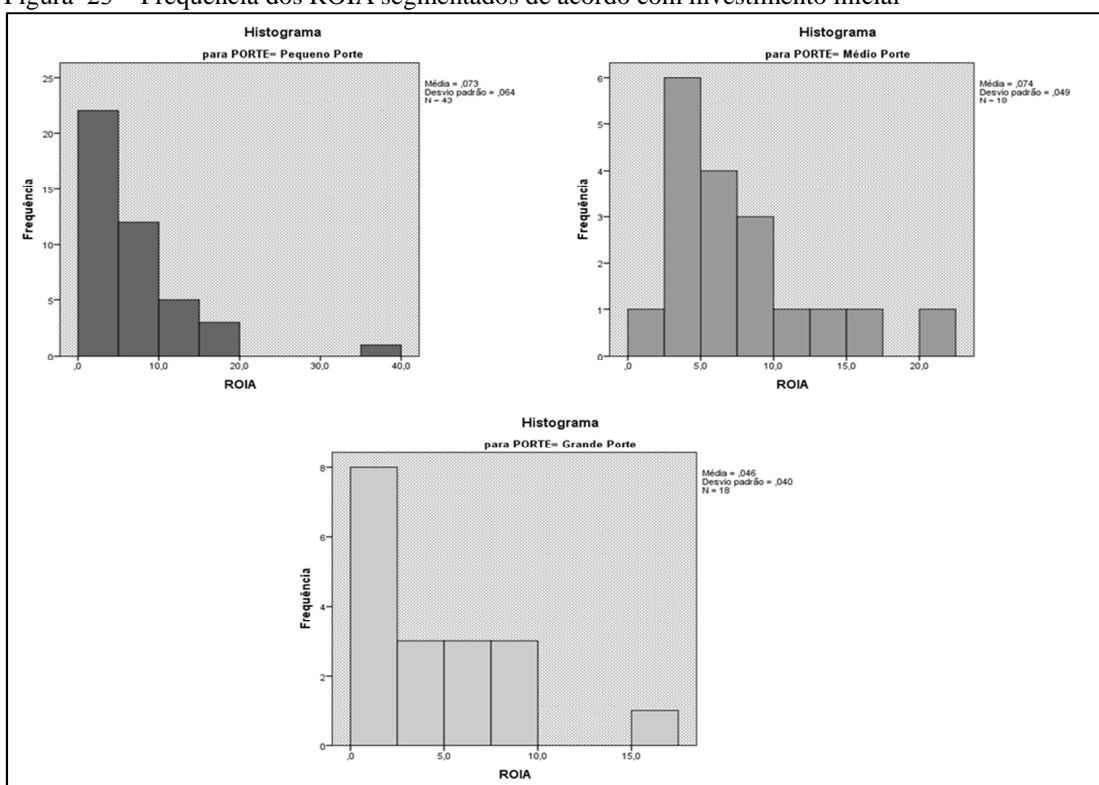 Figura 23 – Frequência dos ROIA segmentados de acordo com investimento inicial
Histograma
para PORTE= Pequeno Porte
Média = ,073
Desvio padrão = ,064
N = 43
Frequência
25
20
15
10
5
0
,0 10,0 20,0 30,0 40,0
ROIA
Histograma
para PORTE= Médio Porte
Média = ,074
Desvio padrão = ,049
N = 18
Frequência
6
5
4
3
2
1
0
,0 5,0 10,0 15,0 20,0
ROIA
Histograma
para PORTE= Grande Porte
Média = ,046
Desvio padrão = ,040
N = 18
Frequência
8
6
4
2
0
,0 5,0 10,0 15,0
ROIA